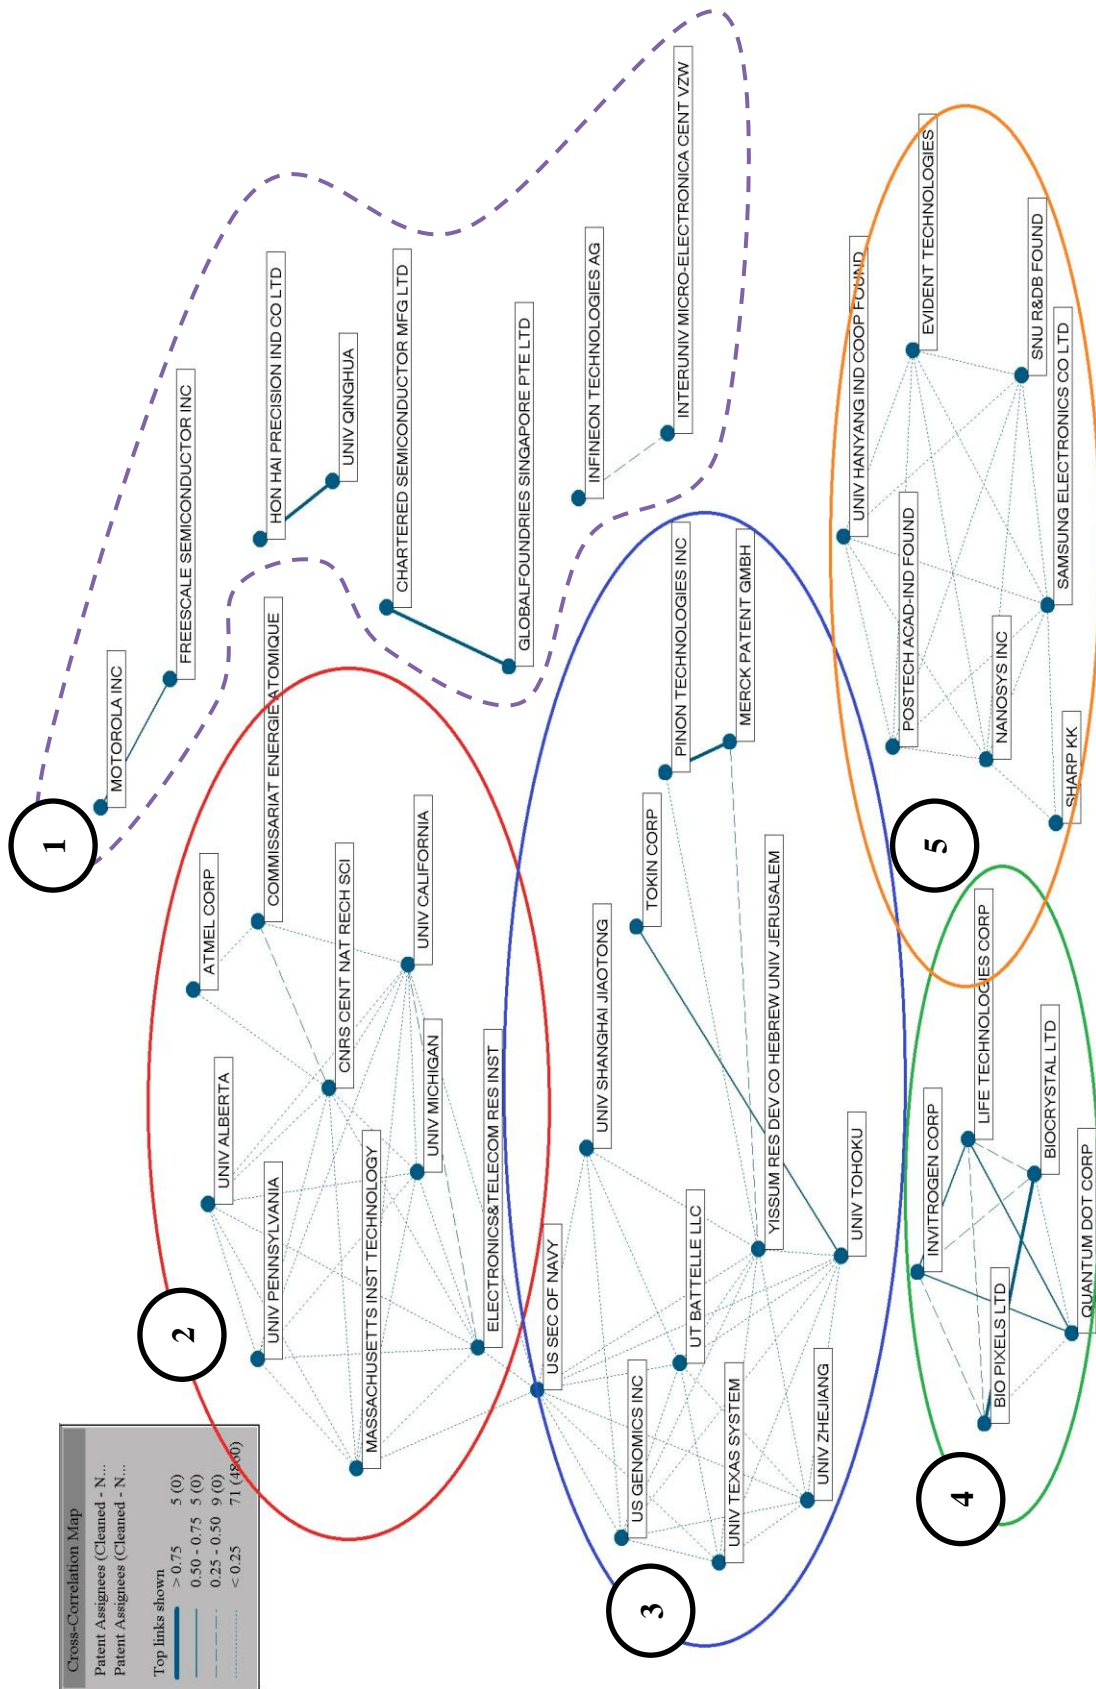 Cross-Correlation Map
Patent Assignees (Cleaned - N...
Patent Assignees (Cleaned - N...
Top links shown
> 0.75 5 (0)
0.50 - 0.75 5 (0)
0.25 - 0.50 9 (0)
< 0.25 71 (4860)
1
MOTOROLA INC
FREESCALE SEMICONDUCTOR INC
HON HAI PRECISION IND CO LTD
UNIV QINGHUA
CHARTERED SEMICONDUCTOR MFG LTD
GLOBALFOUNDRIES SINGAPORE PTE LTD
INFINEON TECHNOLOGIES AG
INTERUNIV MICRO-ELECTRONICA CENT VZW
2
ATMEL CORP
COMMISSARIAT ENERGIE ATOMIQUE
UNIV ALBERTA
CNRS CENT NAT RECH SCI
UNIV CALIFORNIA
UNIV PENNSYLVANIA
UNIV MICHIGAN
MASSACHUSETTS INST TECHNOLOGY
ELECTRONICS&TELECOM RES INST
3
US SEC OF NAVY
UNIV SHANGHAI JIAOTONG
TOKIN CORP
PINON TECHNOLOGIES INC
MERCK PATENT GMBH
US GENOMICS INC
UT BATTELLE LLC
YISSUM RES DEV CO HEBREW UNIV JERUSALEM
UNIV TEXAS SYSTEM
UNIV ZHEJIANG
UNIV TOHOKU
4
INVITROGEN CORP
LIFE TECHNOLOGIES CORP
BIO PIXELS LTD
BIOCRYSTAL LTD
QUANTUM DOT CORP
5
UNIV HANYANG IND COOP FOUND
EVIDENT TECHNOLOGIES
POSTECH ACAD-IND FOUND
SNU R&DB FOUND
NANOSYS INC
SAMSUNG ELECTRONICS CO LTD
SHARP KK